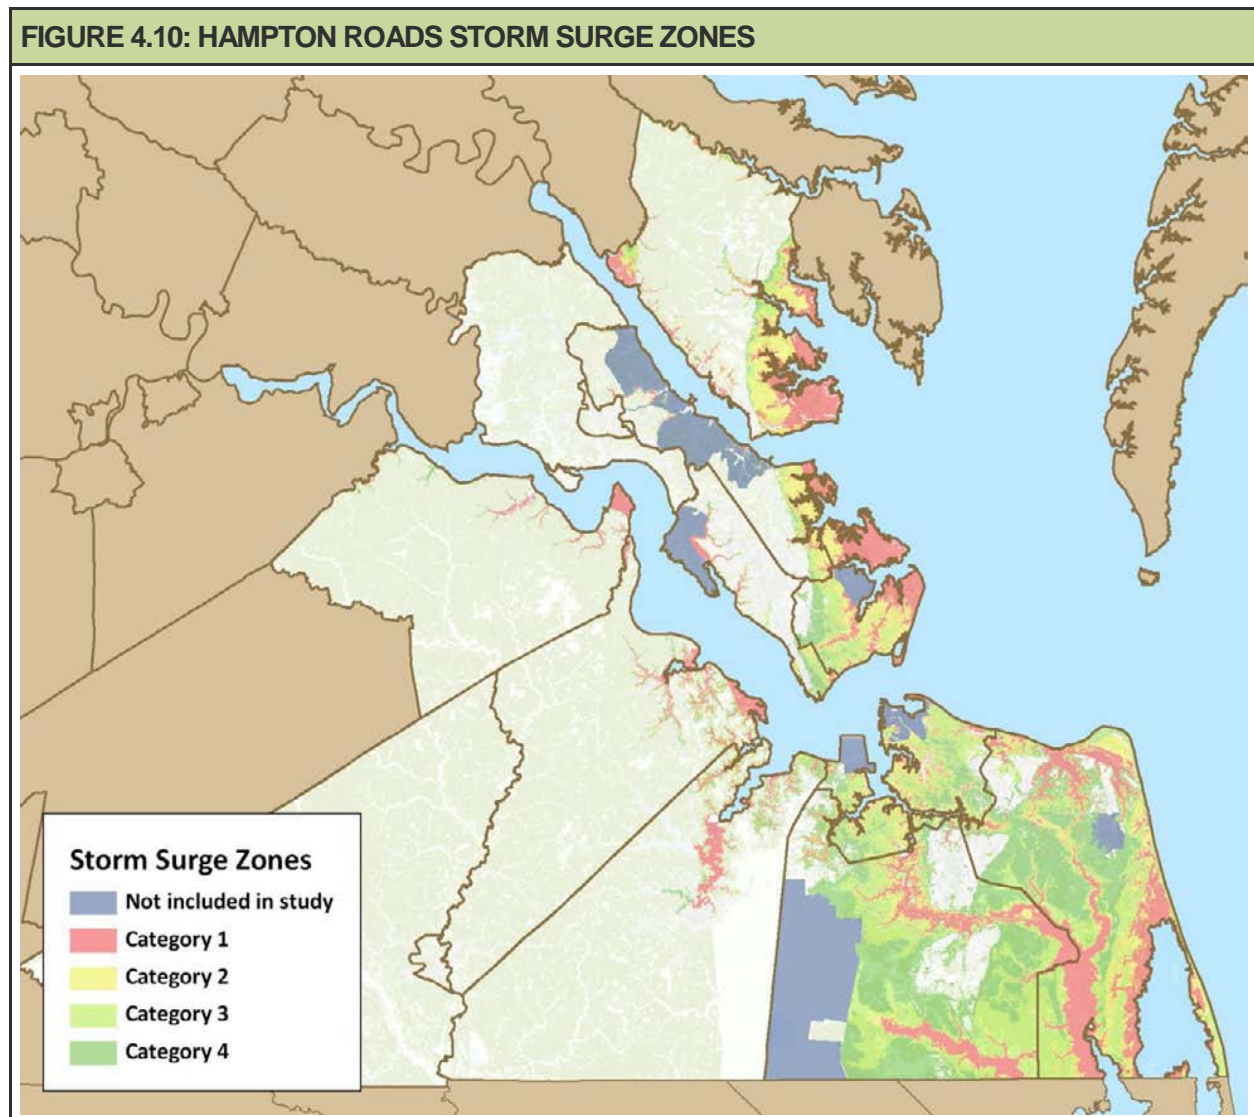 FIGURE 4.10: HAMPTON ROADS STORM SURGE ZONES
Storm Surge Zones
Not included in study
Category 1
Category 2
Category 3
Category 4